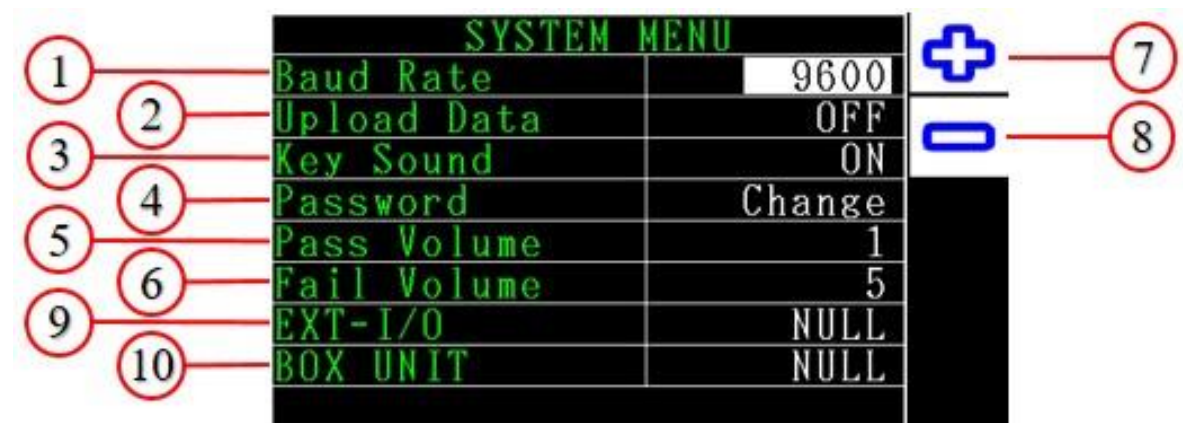 SYSTEM MENU
1 Baud Rate 9600 7
2 Upload Data OFF 8
3 Key Sound ON
4 Password Change
5 Pass Volume 1
6 Fail Volume 5
9 EXT-I/O NULL
10 BOX UNIT NULL